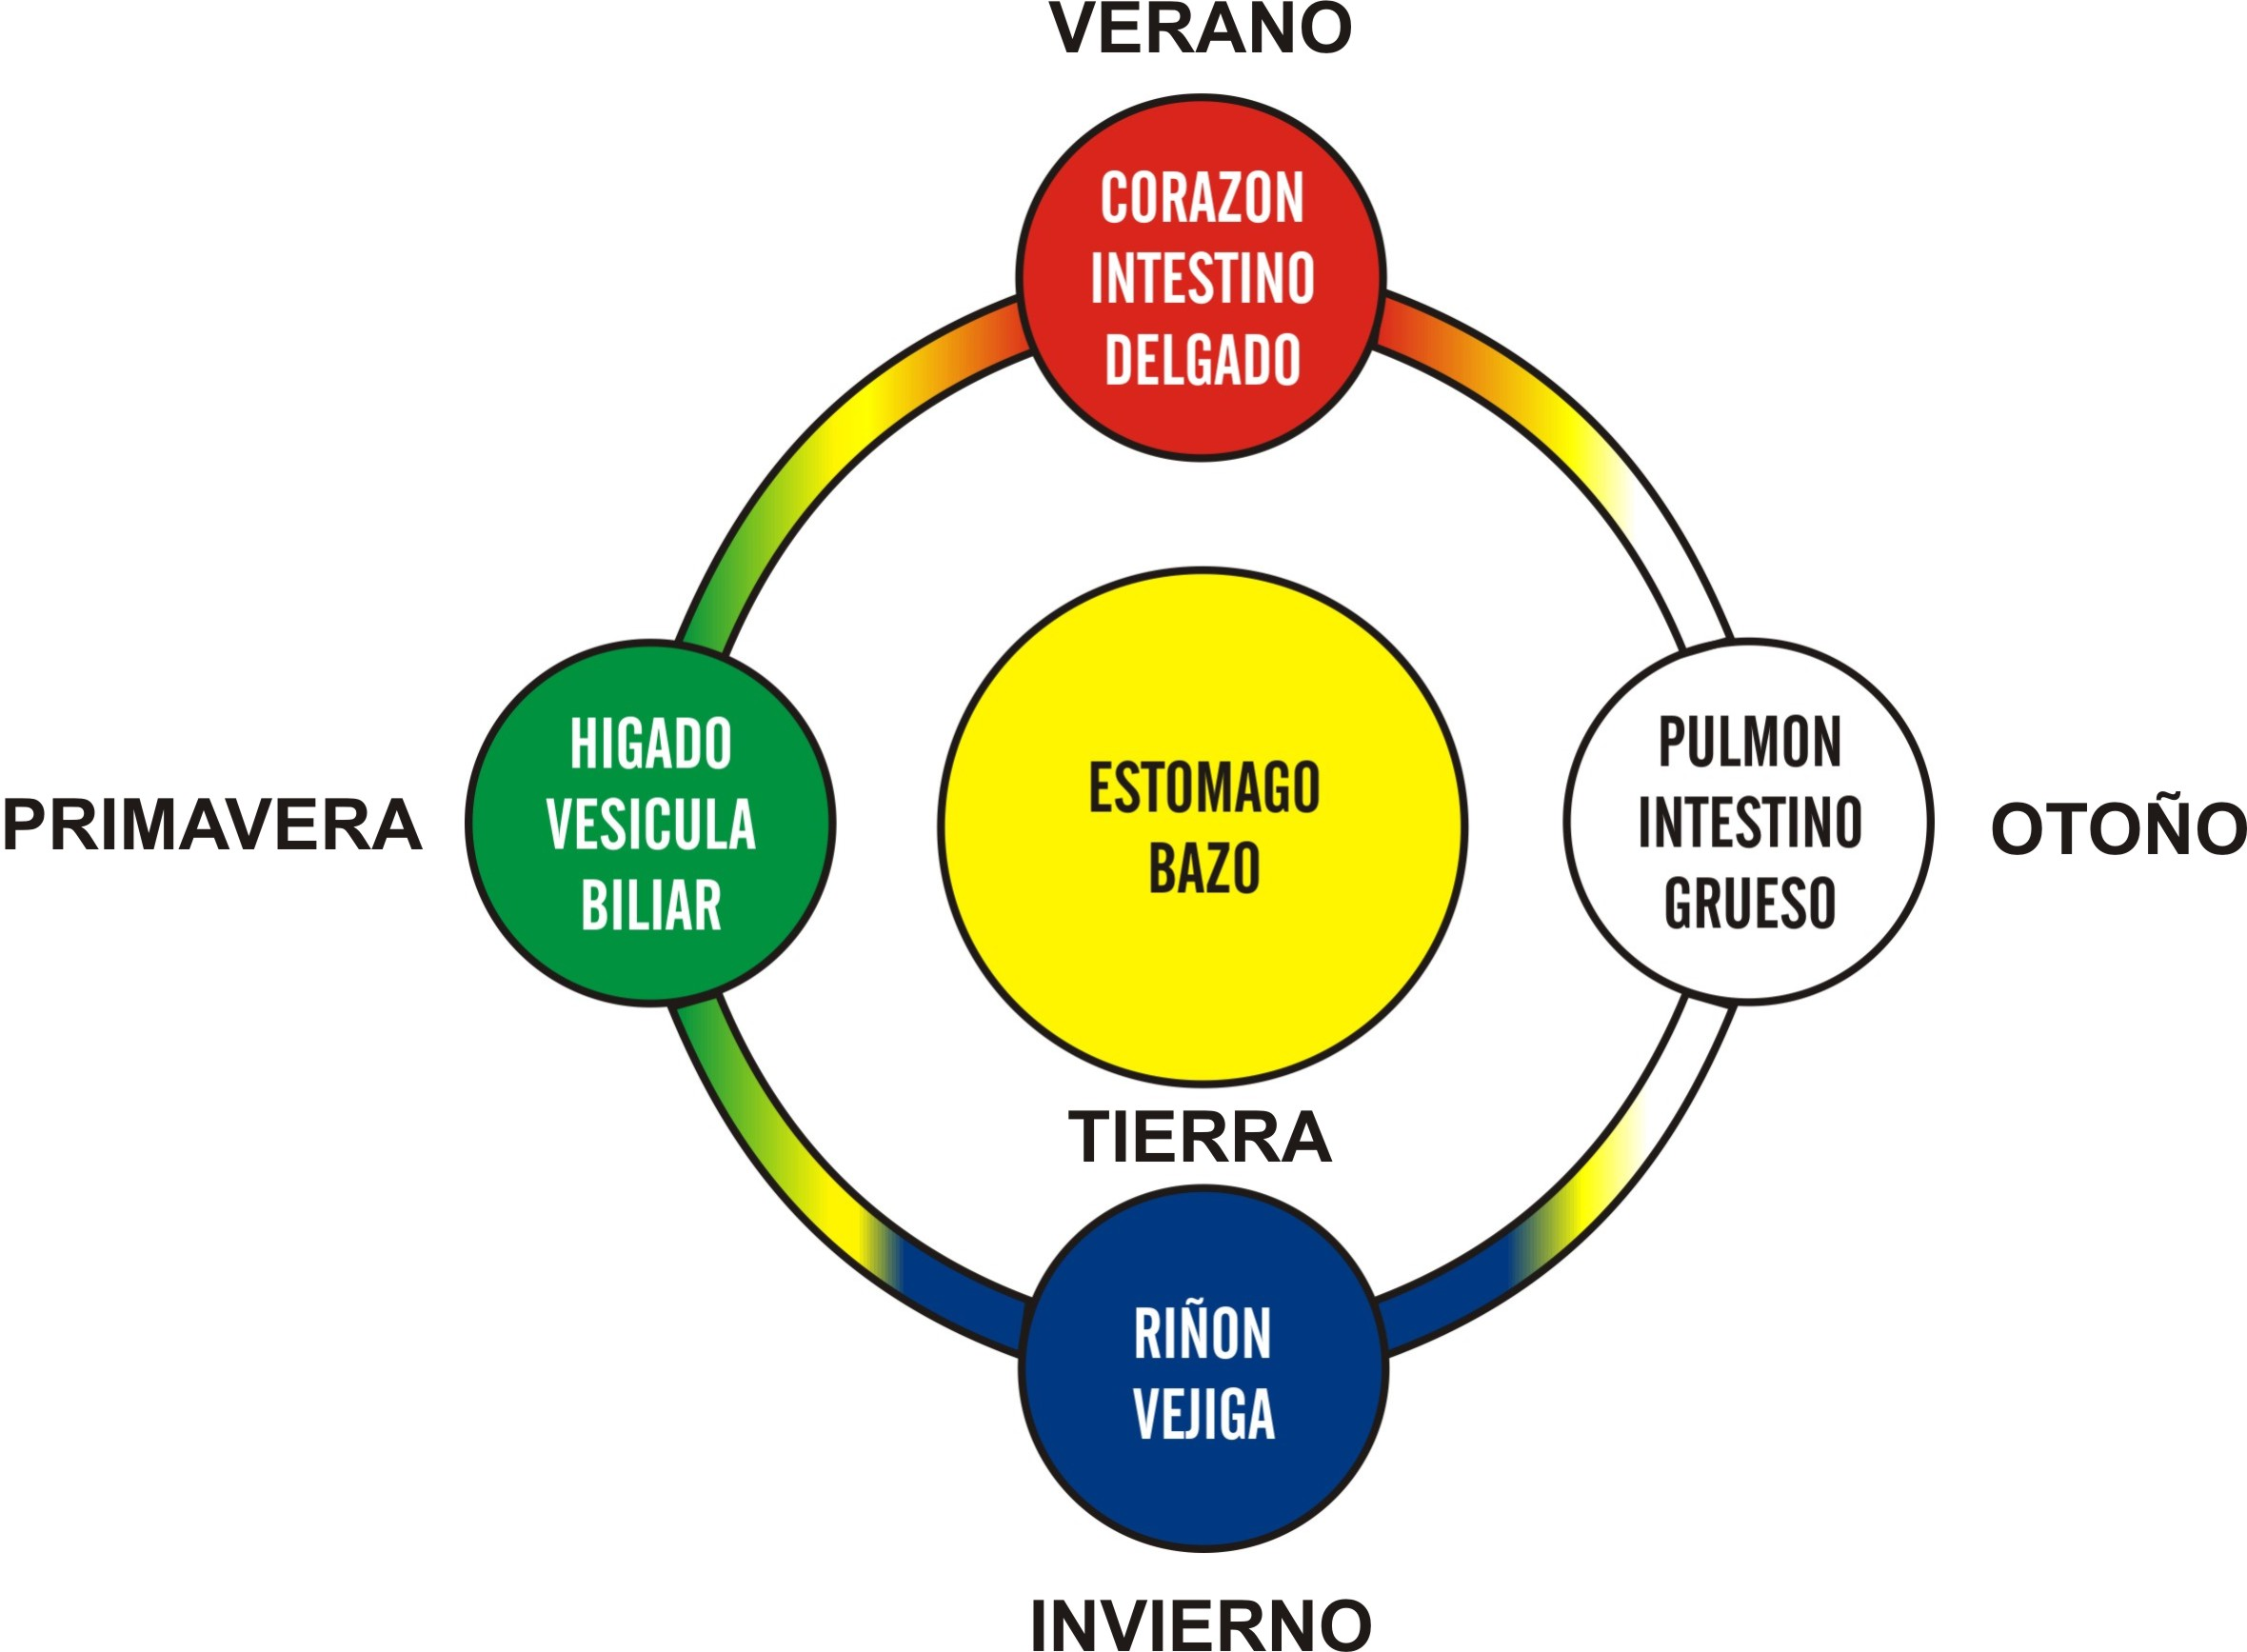 VERANO
CORAZON
INTESTINO
DELGADO
PRIMAVERA
HIGADO
VESICULA
BILIAR
ESTOMAGO
BAZO
TIERRA
PULMON
INTESTINO
GRUESO
OTOÑO
RIÑON
VEJIGA
INVIERNO